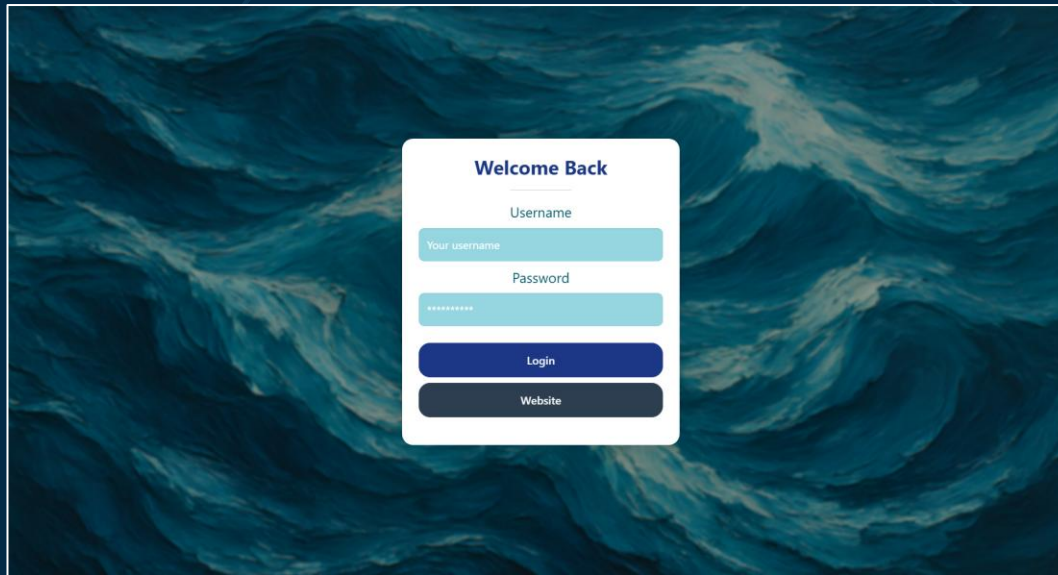 Welcome Back
Username
Your username
Password
**********
Login
Website